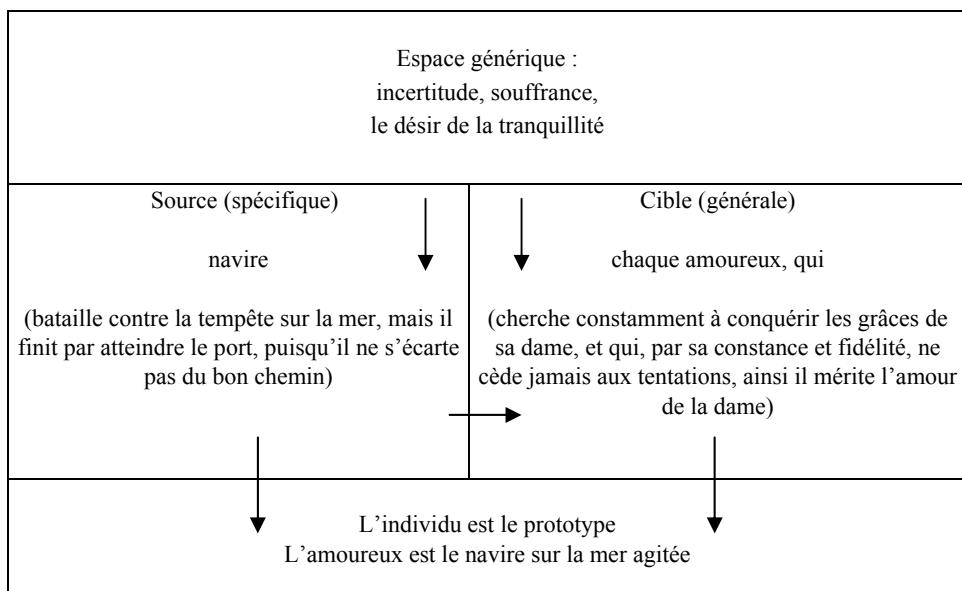 Espace générique :
incertitude, souffrance,
le désir de la tranquillité
Source (spécifique)
navire
(bataille contre la tempête sur la mer, mais il
finit par atteindre le port, puisqu’il ne s’écarte
pas du bon chemin)
Cible (générale)
chaque amoureux, qui
(cherche constamment à conquérir les grâces de
sa dame, et qui, par sa constance et fidélité, ne
cède jamais aux tentations, ainsi il mérite l’amour
de la dame)
L’individu est le prototype
L’amoureux est le navire sur la mer agitée